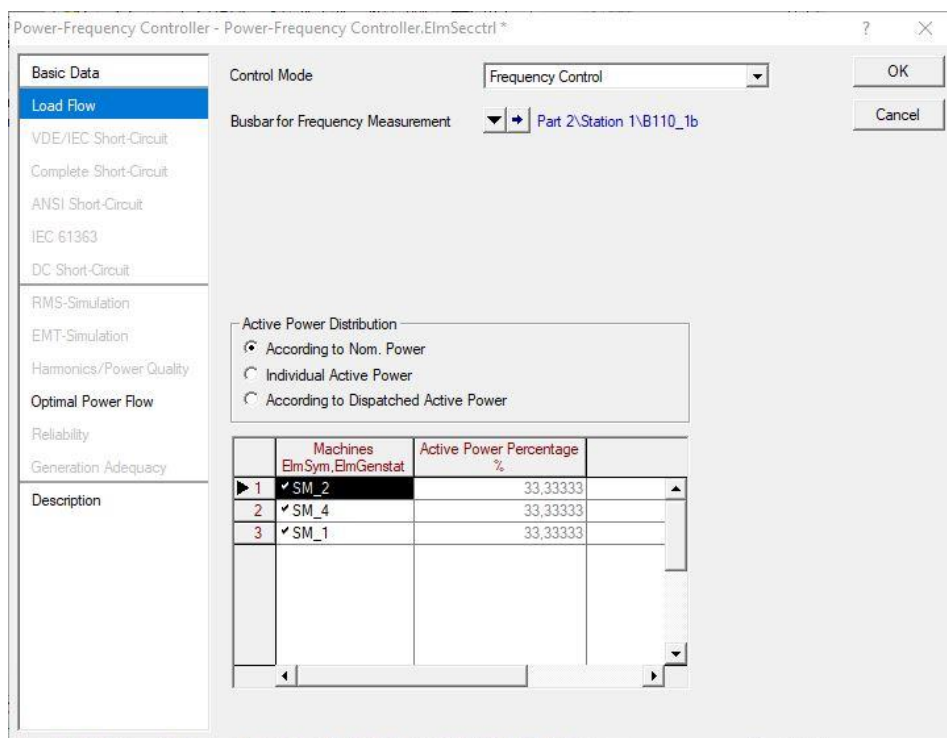 Power-Frequency Controller - Power-Frequency Controller.ElmSecctrl * ? ×
Basic Data
Load Flow
VDE/IEC Short-Circuit
Complete Short-Circuit
ANSI Short-Circuit
IEC 61363
DC Short-Circuit
RMS-Simulation
EMT-Simulation
Harmonics/Power Quality
Optimal Power Flow
Reliability
Generation Adequacy
Description
Control Mode Frequency Control
Busbar for Frequency Measurement Part 2\Station 1\B110_1b
Active Power Distribution
According to Nom. Power
Individual Active Power
According to Dispatched Active Power
Machines Active Power Percentage
ElmSym,ElmGenstat %
1 SM_2 33,33333
2 SM_4 33,33333
3 SM_1 33,33333
OK
Cancel